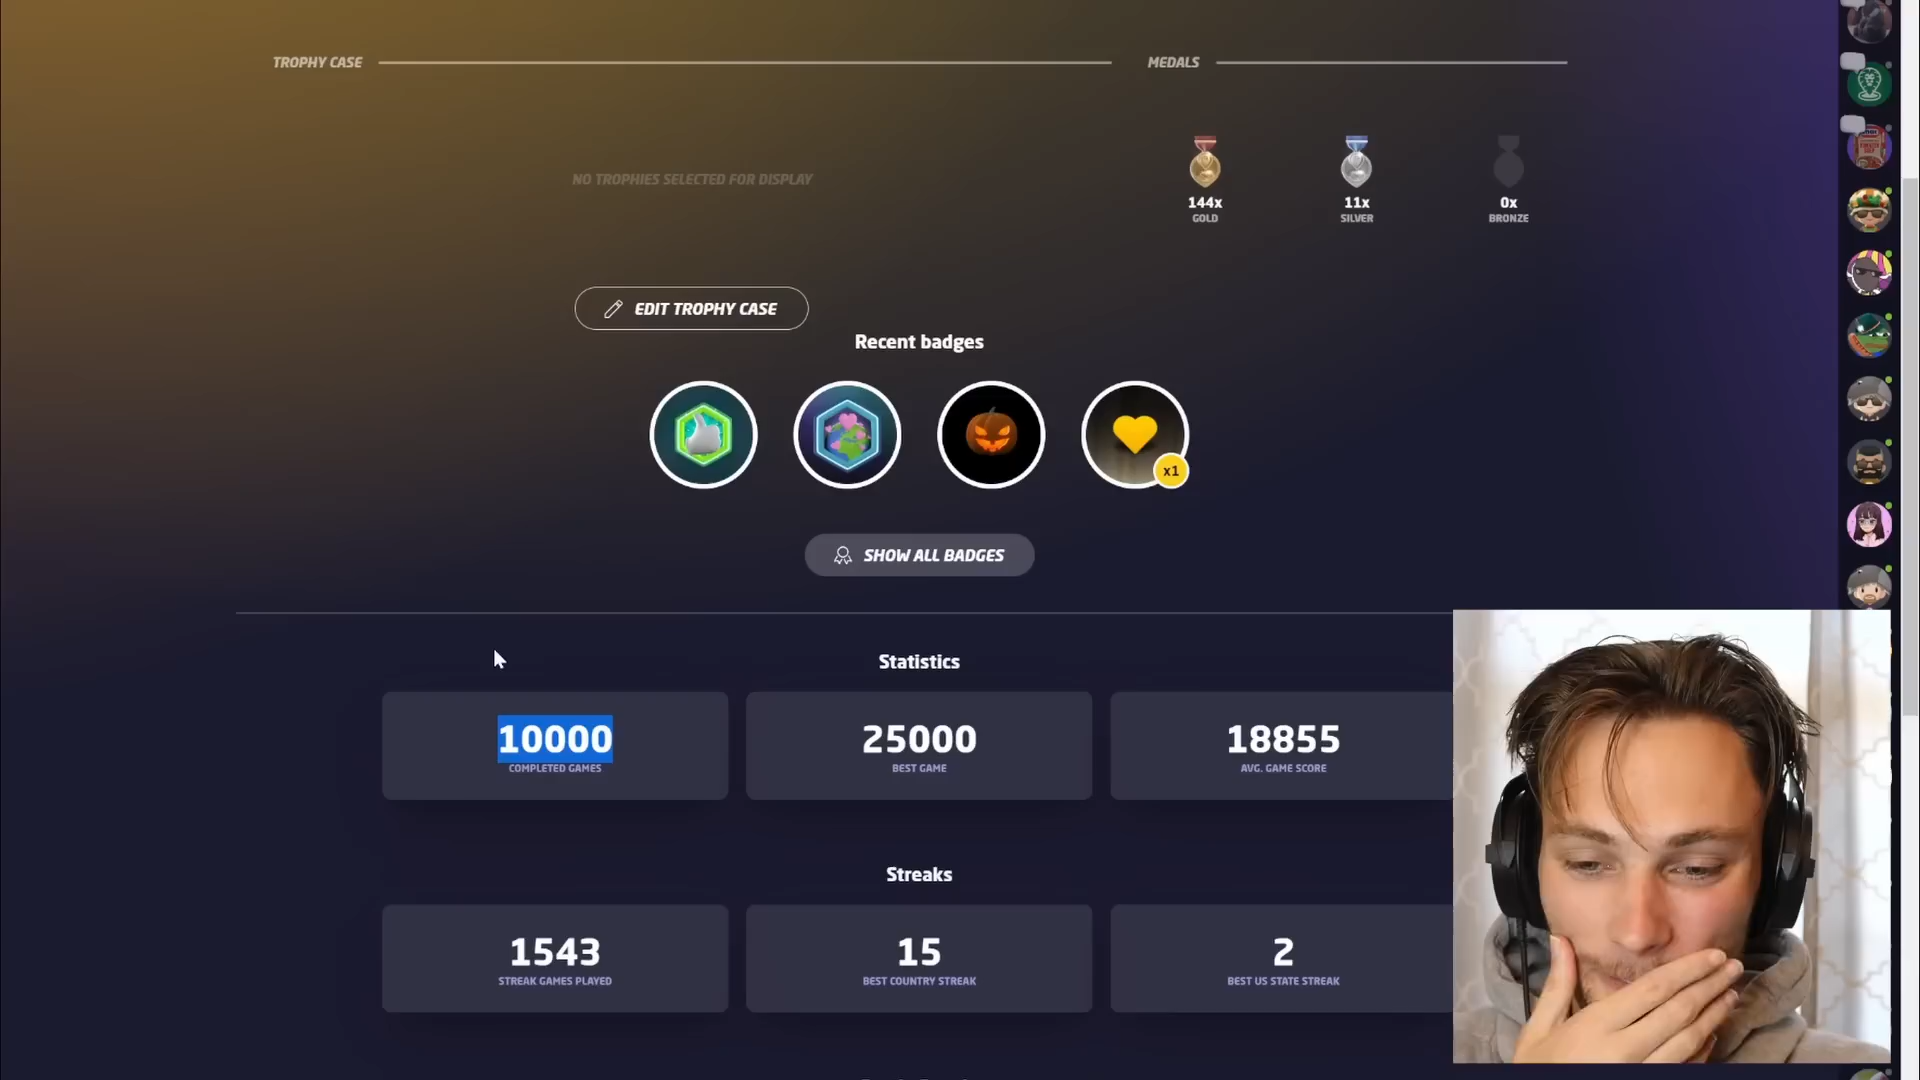 TROPHY CASE
MEDALS
NO TROPHIES SELECTED FOR DISPLAY
144x
GOLD
11x
SILVER
0x
BRONZE
EDIT TROPHY CASE
Recent badges
x1
SHOW ALL BADGES
Statistics
10000
COMPLETED GAMES
25000
BEST GAME
18855
AVG. GAME SCORE
Streaks
1543
STREAK GAMES PLAYED
15
BEST COUNTRY STREAK
2
BEST US STATE STREAK